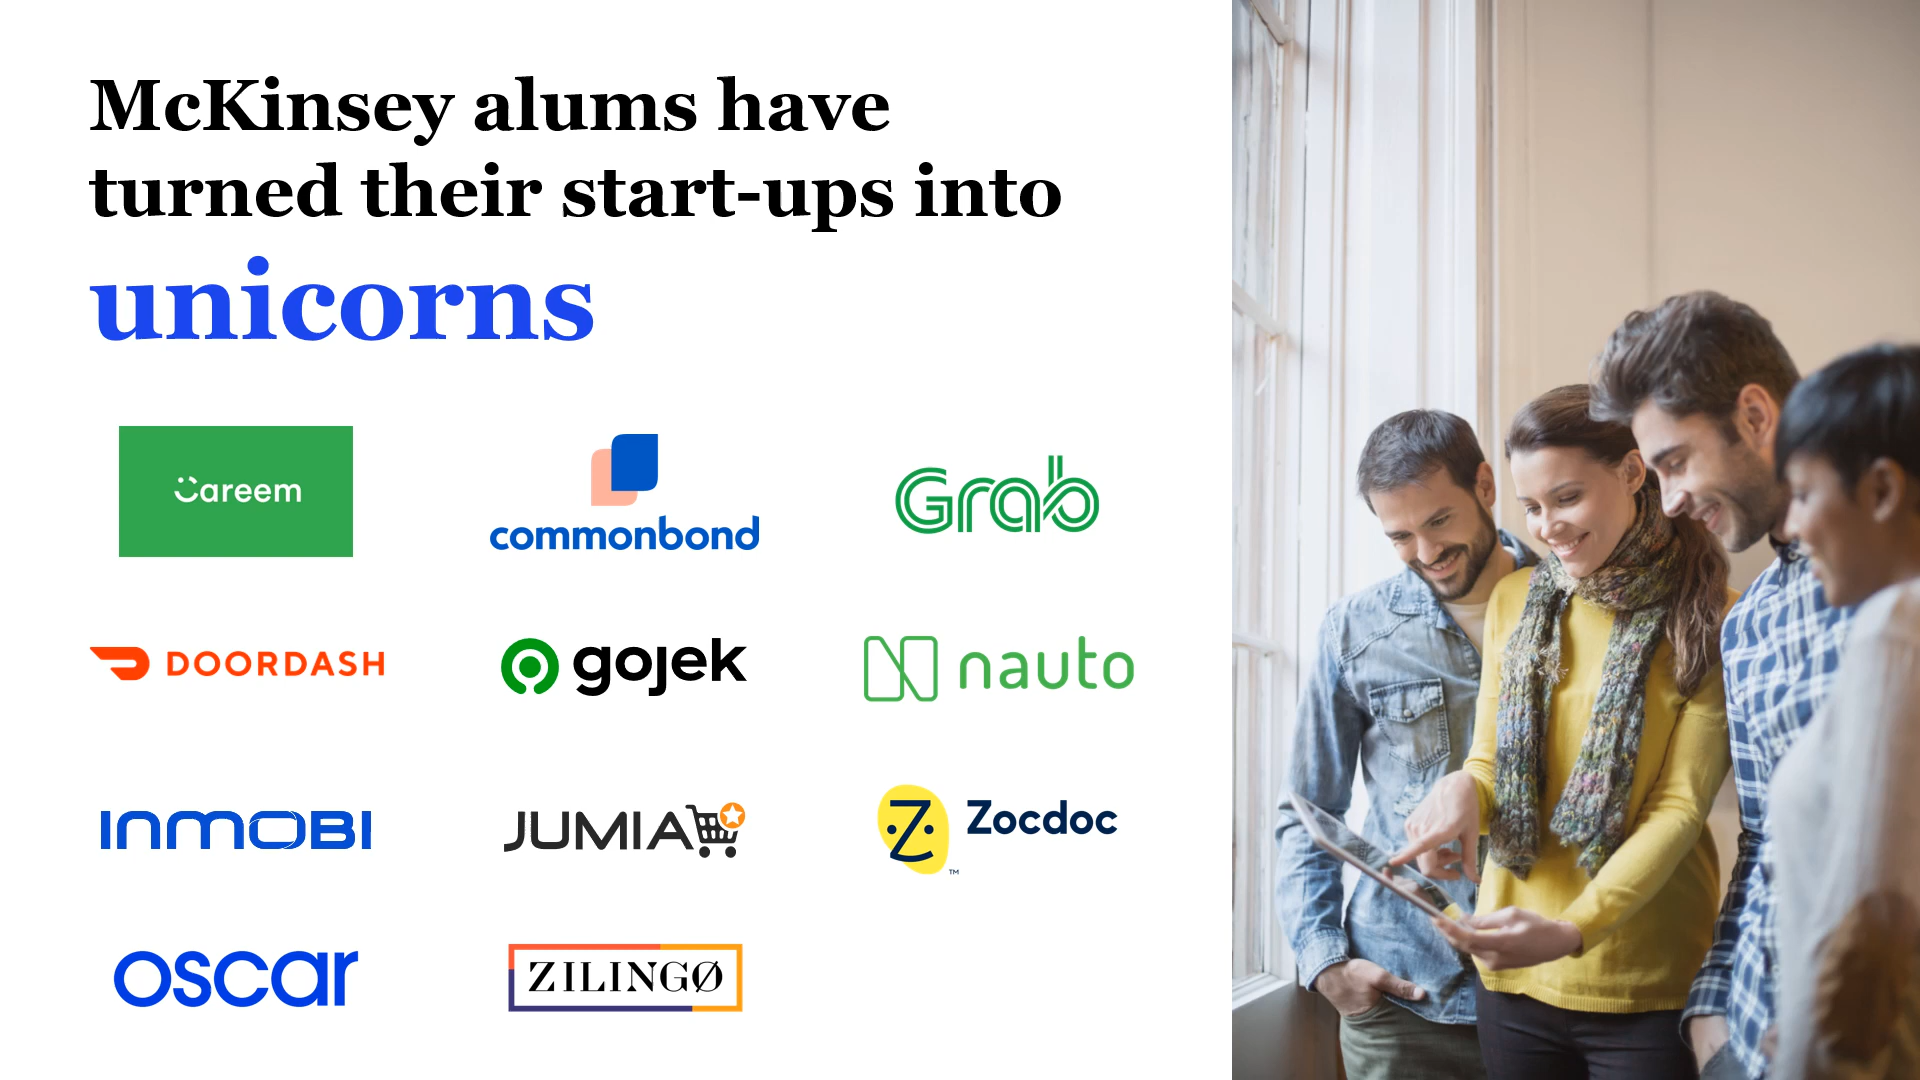 McKinsey alums have
turned their start-ups into
unicorns
Careem
commonbond
Grab
DOORDASH
gojek
nauto
INMOBI
JUMIA
Zocdoc
TM
oscar
ZILINGØ